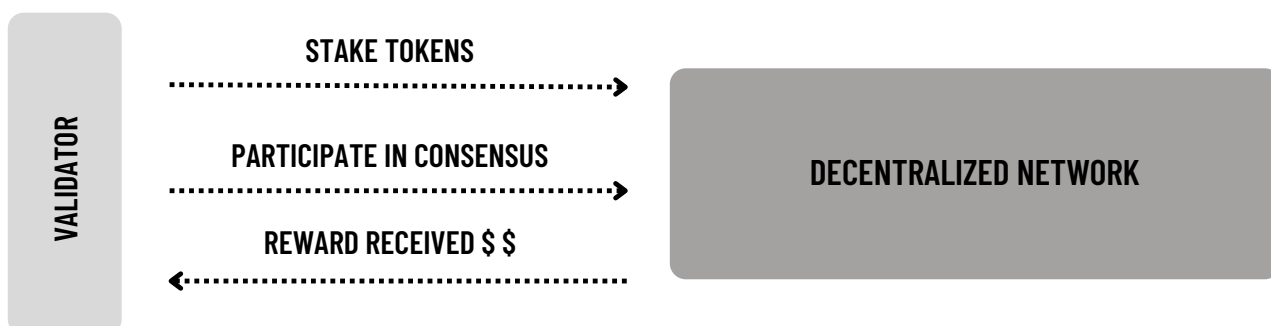 STAKE TOKENS
VALIDATOR
PARTICIPATE IN CONSENSUS
DECENTRALIZED NETWORK
REWARD RECEIVED $ $